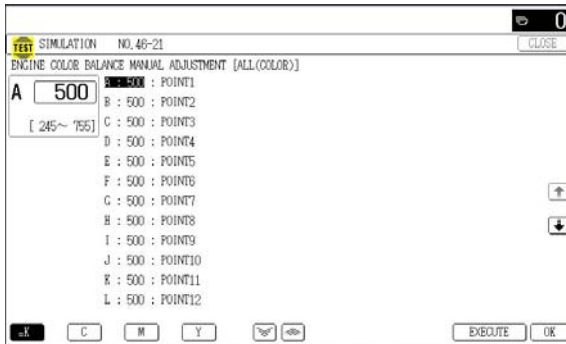 0
TEST SIMULATION NO.46-21
CLOSE
ENGINE COLOR BALANCE MANUAL ADJUSTMENT [ALL(COLOR)]
A 500
[ 245~ 755]
A : 500 : POINT1
B : 500 : POINT2
C : 500 : POINT3
D : 500 : POINT4
E : 500 : POINT5
F : 500 : POINT6
G : 500 : POINT7
H : 500 : POINT8
I : 500 : POINT9
J : 500 : POINT10
K : 500 : POINT11
L : 500 : POINT12
K C M Y EXECUTE OK